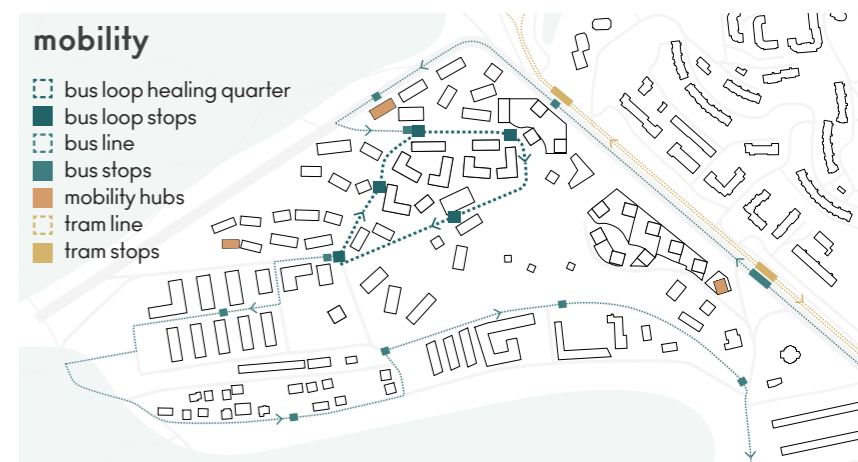 mobility
bus loop healing quarter
bus loop stops
bus line
bus stops
mobility hubs
tram line
tram stops